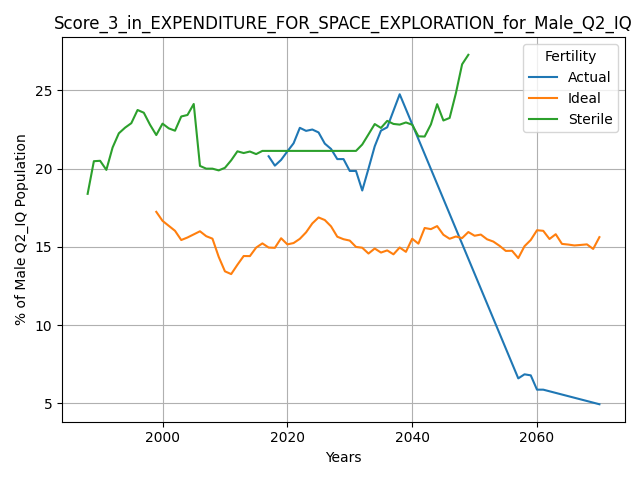 Score_3_in_EXPENDITURE_FOR_SPACE_EXPLORATION_for_Male_Q2_IQ
Fertility
Actual
Ideal
Sterile
% of Male Q2_IQ Population
25
20
15
10
5
2000 2020 2040 2060
Years